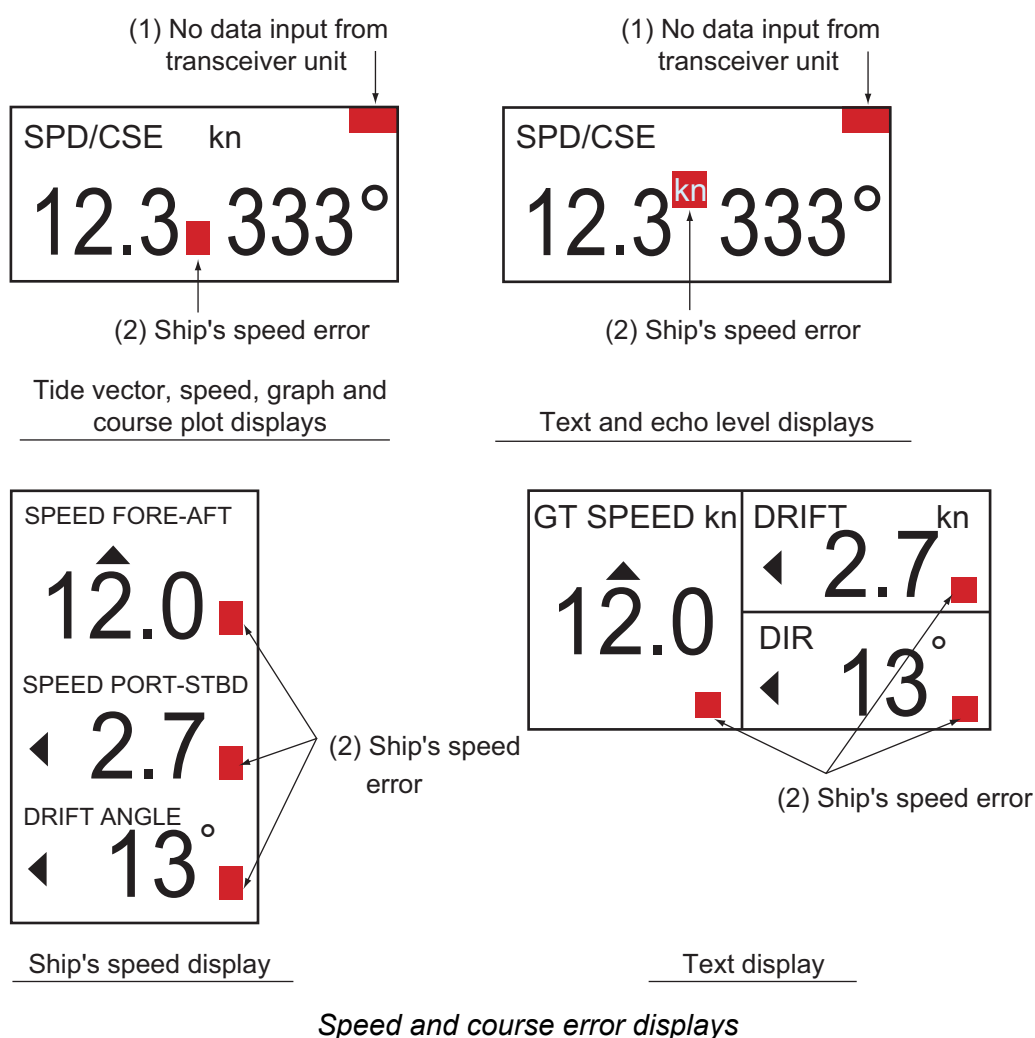 (1) No data input from
transceiver unit
SPD/CSE kn
12.3 333°
(2) Ship's speed error
Tide vector, speed, graph and
course plot displays
(1) No data input from
transceiver unit
SPD/CSE
12.3 kn 333°
(2) Ship's speed error
Text and echo level displays
SPEED FORE-AFT
12.0
SPEED PORT-STBD
2.7
DRIFT ANGLE
13°
(2) Ship's speed
error
Ship's speed display
GT SPEED kn
12.0
DRIFT kn
2.7
DIR
13°
(2) Ship's speed error
Text display
Speed and course error displays